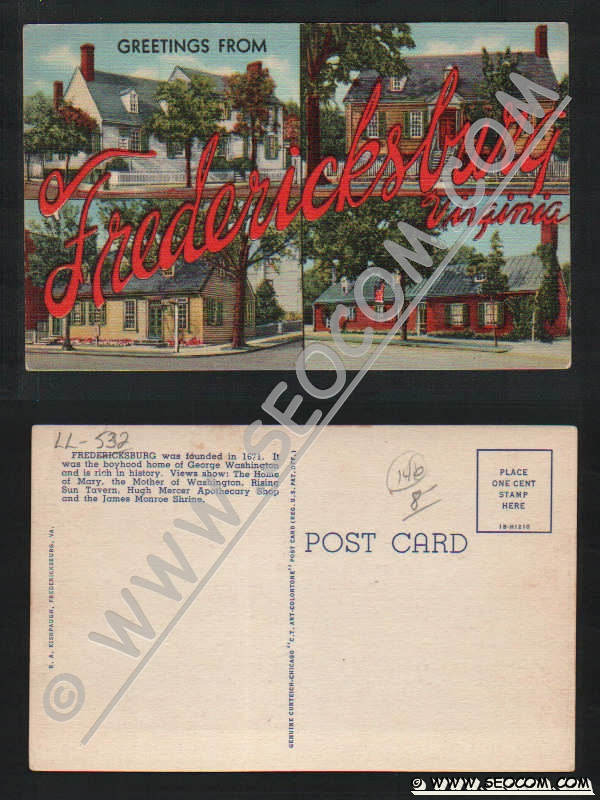 GREETINGS FROM
Fredericksburg
Virginia
© WWW.SEOCOM.COM
LL-532
FREDERICKSBURG was founded in 1671. It
was the boyhood home of George Washington
and is rich in history. Views show: The Home
of Mary, the Mother of Washington, Rising
Sun Tavern, Hugh Mercer Apothecary Shop
and the James Monroe Shrine.
R. A. KISHPAUGH, FREDERICKSBURG, VA.
GENUINE CURTEICH-CHICAGO "C.T. ART-COLORTONE" POST CARD (REG. U.S. PAT. OFF.)
146
8-
POST CARD
PLACE
ONE CENT
STAMP
HERE
1B-H1210
© WWW.SEOCOM.COM